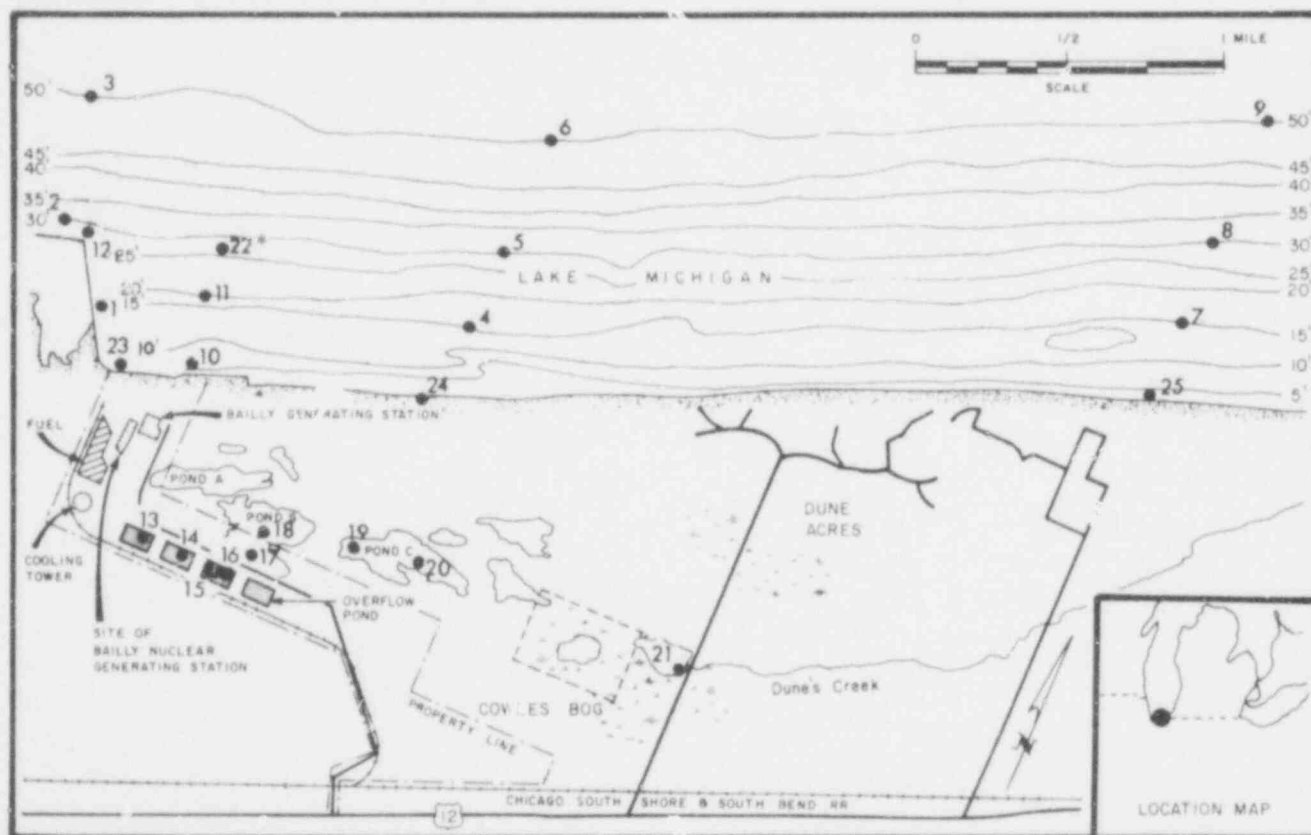 0 1/2 1 MILE
SCALE
3
50'
6
9
50'
45'
45'
40'
40'
35'
35'
2
30'
8
30'
12
25'
22
5
LAKE MICHIGAN
25'
20'
20'
11
1
15'
4
7
15'
23
10'
10
10'
24
25
5'
BAILLY GENERATING STATION
FUEL
POND A
DUNE
ACRES
13
18
19
POND C
14
16
17
20
COOLING
TOWER
15
OVERFLOW
POND
SITE OF
BAILLY NUCLEAR
GENERATING STATION
21
Dune's Creek
COWLES BOG
PROPERTY LINE
N
CHICAGO SOUTH SHORE & SOUTH BEND RR
12
LOCATION MAP